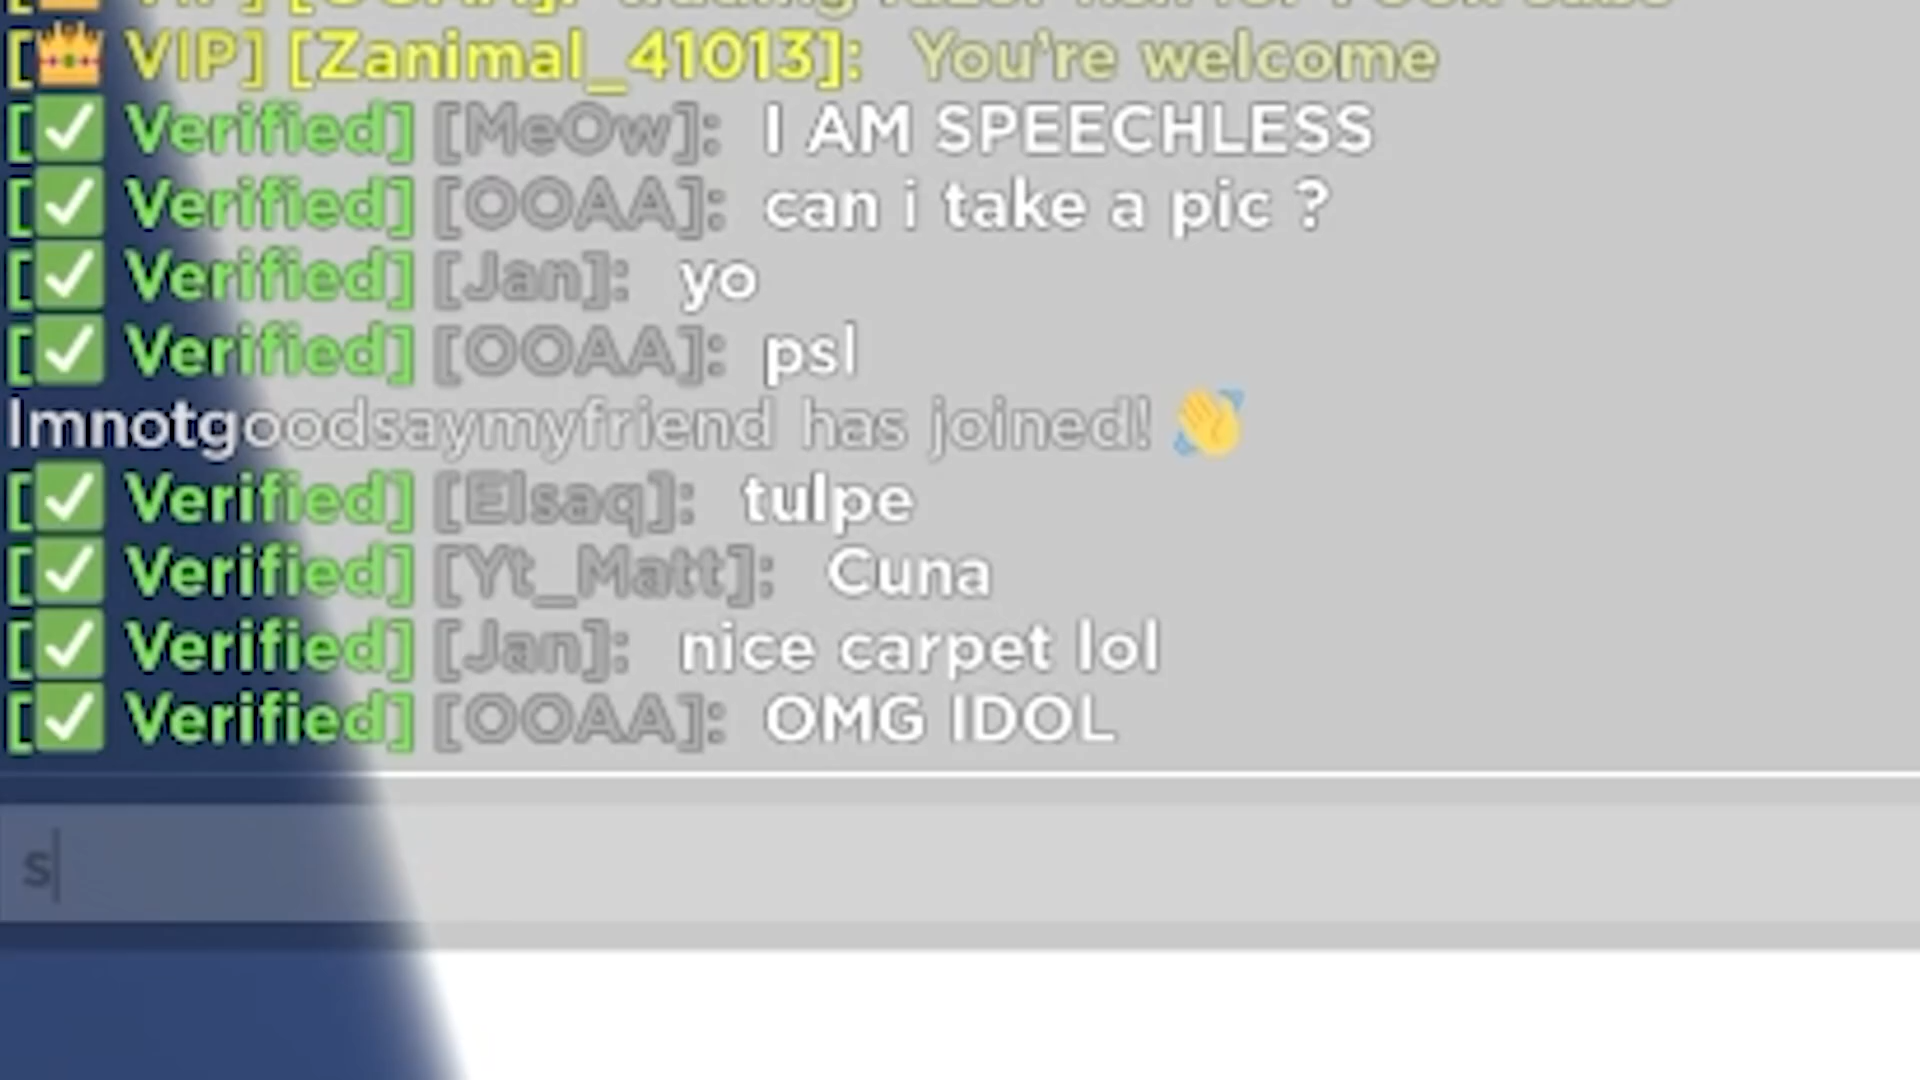 [👑 VIP] [Zanimal_41013]: You're welcome
[✅ Verified] [MeOw]: I AM SPEECHLESS
[✅ Verified] [OOAA]: can i take a pic ?
[✅ Verified] [Jan]: yo
[✅ Verified] [OOAA]: psl
Imnotgoodsaymyfriend has joined! 👋
[✅ Verified] [Elsaq]: tulpe
[✅ Verified] [Yt_Matt]: Cuna
[✅ Verified] [Jan]: nice carpet lol
[✅ Verified] [OOAA]: OMG IDOL
s